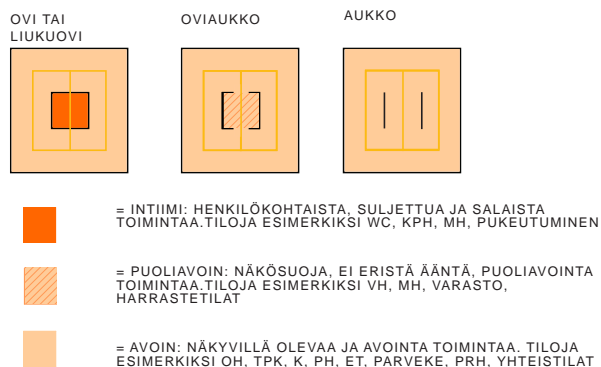 OVI TAI
LIUKUOVI
OVIAUKKO
AUKKO
= INTIIMI: HENKILÖKOHTAISTA, SULJETTUA JA SALAISTA
TOIMINTAA.TILOJA ESIMERKIKSI WC, KPH, MH, PUKEUTUMINEN
= PUOLIAVOIN: NÄKÖSUOJA, EI ERISTÄ ÄÄNTÄ, PUOLIAVOINTA
TOIMINTAA.TILOJA ESIMERKIKSI VH, MH, VARASTO,
HARRASTETILAT
= AVOIN: NÄKYVILLÄ OLEVAA JA AVOINTA TOIMINTAA. TILOJA
ESIMERKIKSI OH, TPK, K, PH, ET, PARVEKE, PRH, YHTEISTILAT